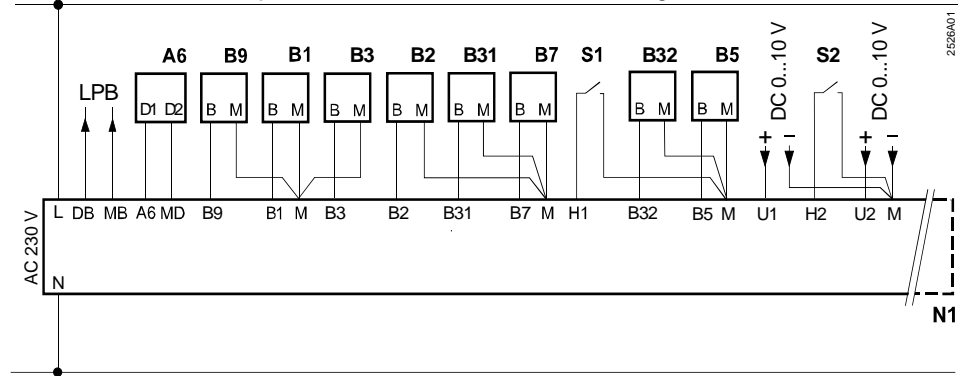 2526A01
A6 B9 B1 B3 B2 B31 B7 S1 B32 B5 DC 0...10 V S2 DC 0...10 V
LPB
D1 D2 B M B M B M B M B M B M B M B M
+ – + –
L DB MB A6 MD B9 B1 M B3 B2 B31 B7 M H1 B32 B5 M U1 H2 U2 M
AC 230 V
N
N1